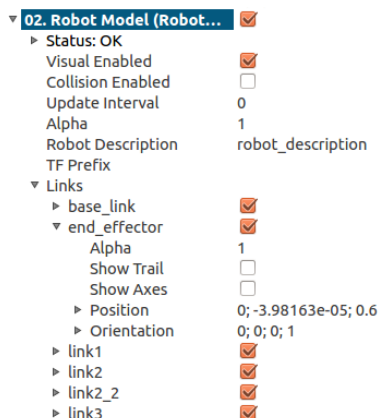 02. Robot Model (Robot...
Status: OK
Visual Enabled
Collision Enabled
Update Interval 0
Alpha 1
Robot Description robot_description
TF Prefix
Links
base_link
end_effector
Alpha 1
Show Trail
Show Axes
Position 0; -3.98163e-05; 0.6
Orientation 0; 0; 0; 1
link1
link2
link2_2
link3